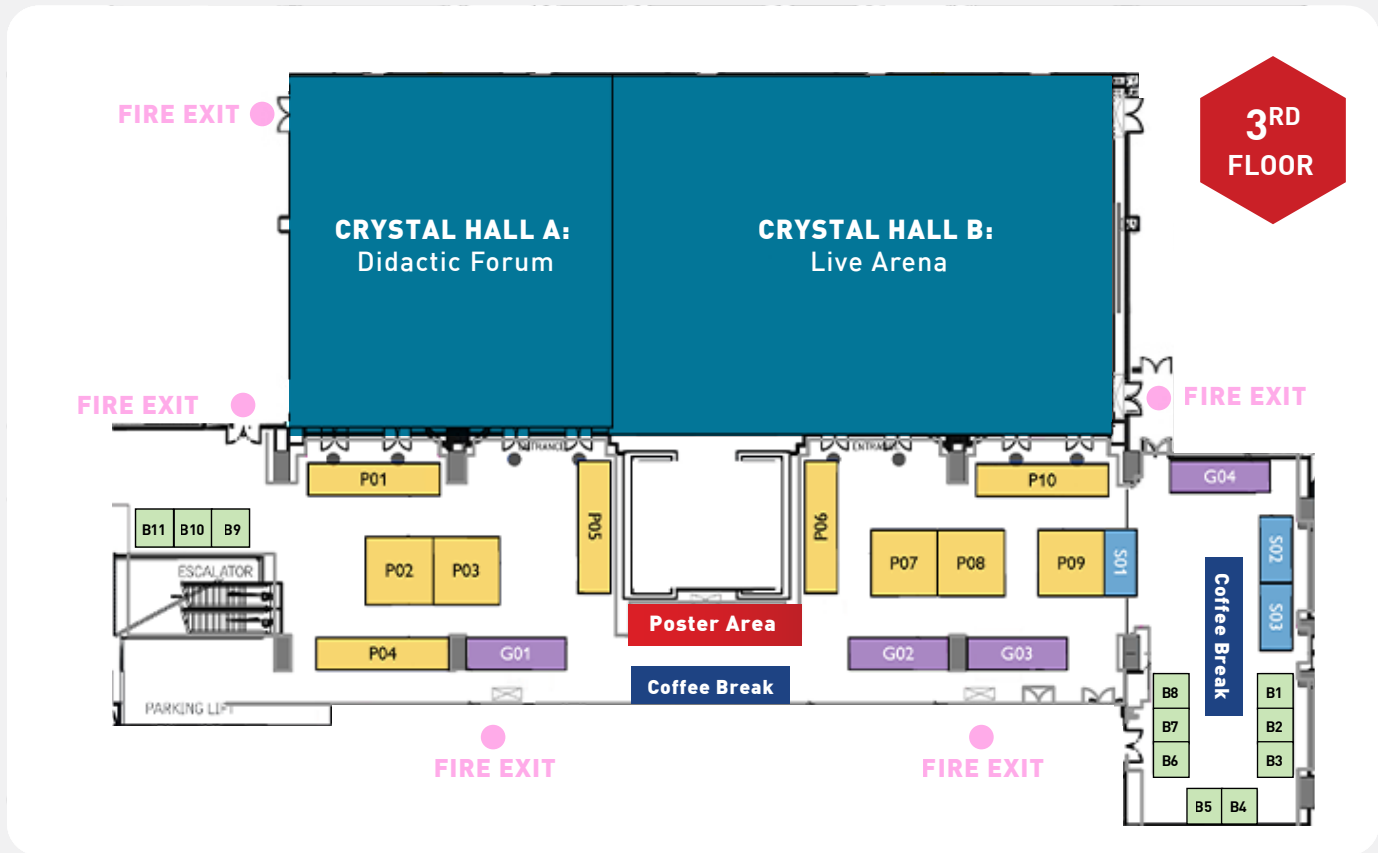 FIRE EXIT
3RD
FLOOR
CRYSTAL HALL A:
Didactic Forum
CRYSTAL HALL B:
Live Arena
FIRE EXIT
FIRE EXIT
ENTRANCE
ENTRANCE
P01
P05
P06
P10
G04
B11
B10
B9
ESCALATOR
P02
P03
P07
P08
P09
S01
S02
S03
Coffee Break
Poster Area
P04
G01
G02
G03
Coffee Break
PARKING LIFT
B8
B7
B6
B1
B2
B3
B5
B4
FIRE EXIT
FIRE EXIT